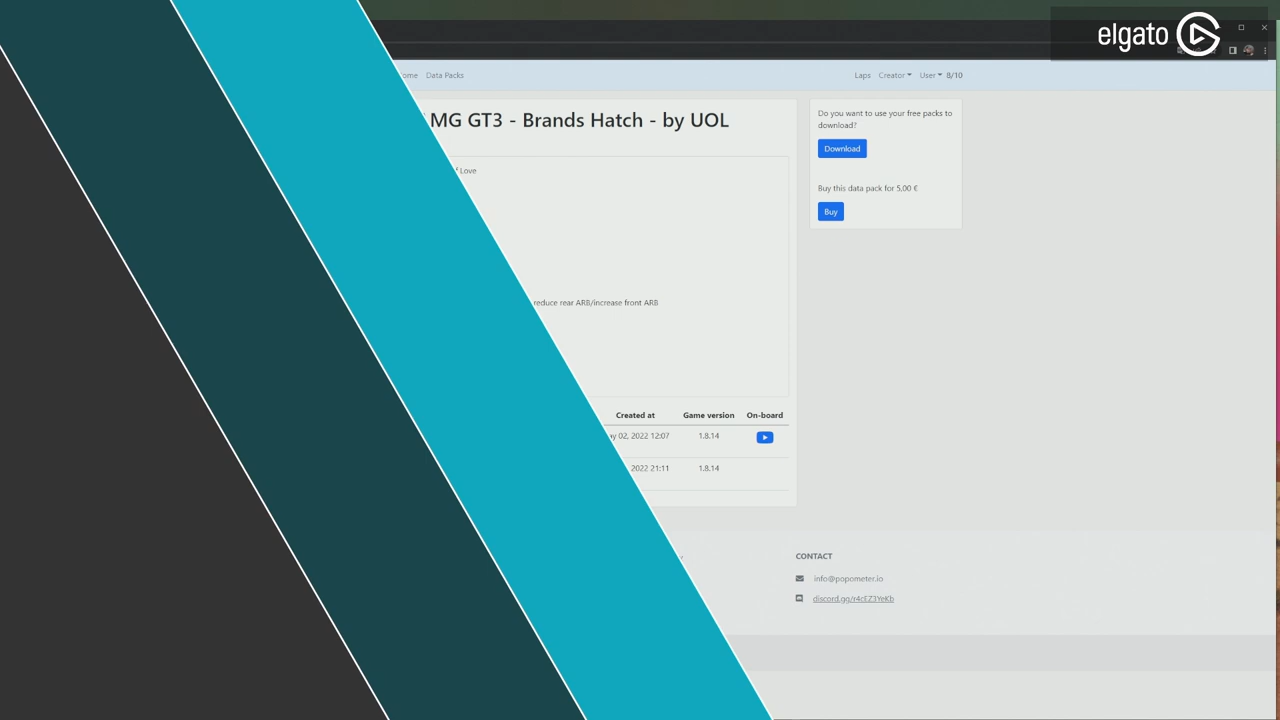 elgato
Data Packs
Laps
Creator
User
8/10
MG GT3 - Brands Hatch - by UOL
Love
reduce rear ARB/increase front ARB
Do you want to use your free packs to
download?
Download
Buy this data pack for 5,00 €
Buy
Created at Game version On-board
02, 2022 12:07 1.8.14
2022 21:11 1.8.14
CONTACT
info@popometer.io
discord.gg/r4cEZ3YeKb